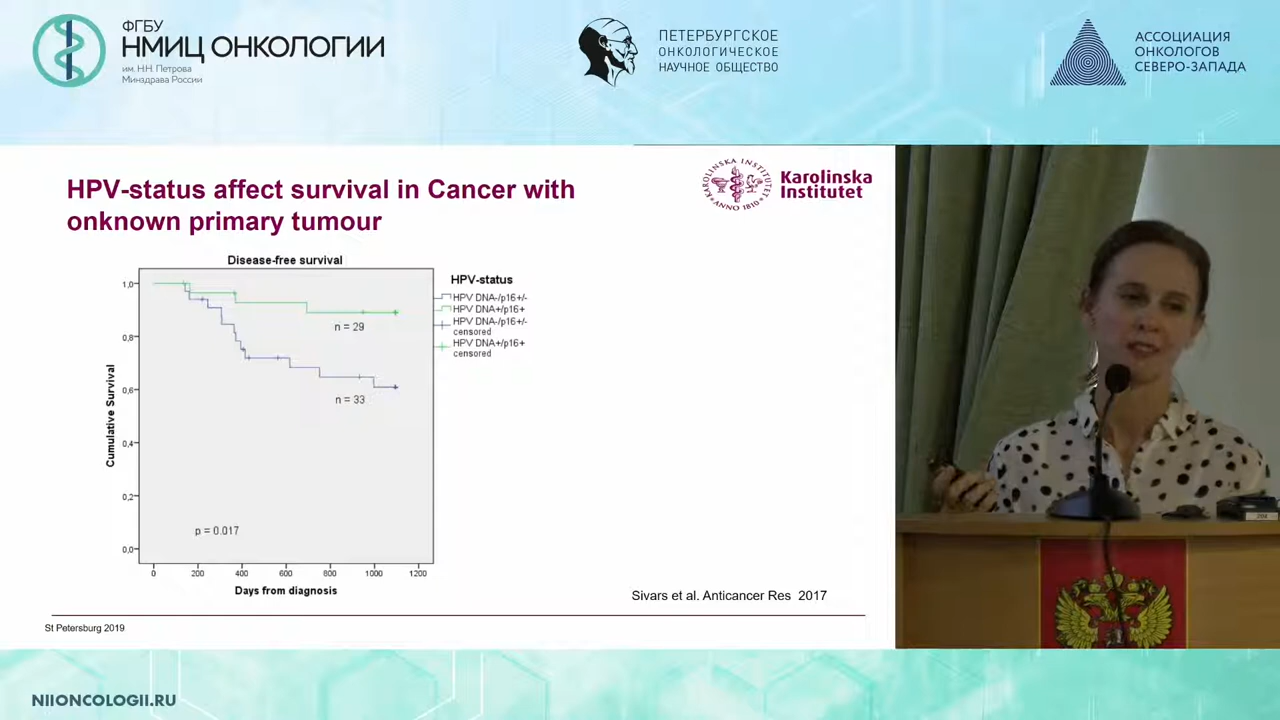 ФГБУ
НМИЦ ОНКОЛОГИИ
им. Н.Н. Петрова
Минздрава России
ПЕТЕРБУРГСКОЕ
ОНКОЛОГИЧЕСКОЕ
НАУЧНОЕ ОБЩЕСТВО
АССОЦИАЦИЯ
ОНКОЛОГОВ
СЕВЕРО-ЗАПАДА
HPV-status affect survival in Cancer with
onknown primary tumour
KAROLINSKA INSTITUTET
ANNO 1810
Karolinska
Institutet
Disease-free survival
HPV-status
HPV DNA-/p16+/-
HPV DNA+/p16+
HPV DNA-/p16+/-
censored
HPV DNA+/p16+
censored
Cumulative Survival
1,0
0,8
0,6
0,4
0,2
0,0
n = 29
n = 33
p = 0.017
0 200 400 600 800 1000 1200
Days from diagnosis
Sivars et al. Anticancer Res 2017
St Petersburg 2019
NIIONCOLOGII.RU